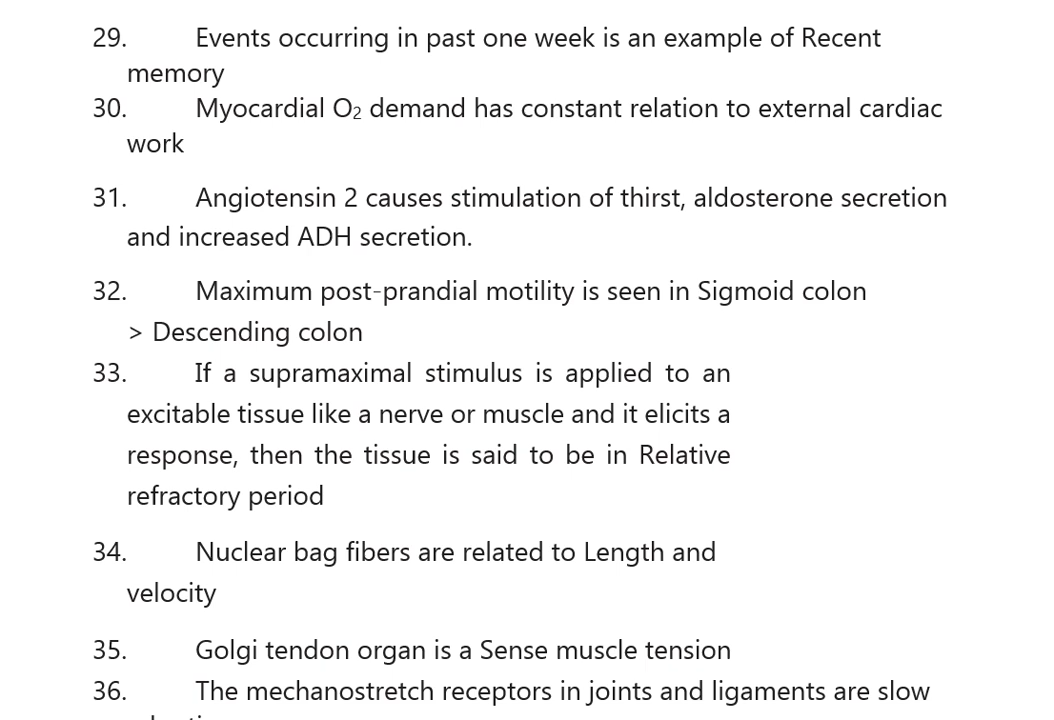 29. Events occurring in past one week is an example of Recent
memory
30. Myocardial O₂ demand has constant relation to external cardiac
work
31. Angiotensin 2 causes stimulation of thirst, aldosterone secretion
and increased ADH secretion.
32. Maximum post-prandial motility is seen in Sigmoid colon
> Descending colon
33. If a supramaximal stimulus is applied to an
excitable tissue like a nerve or muscle and it elicits a
response, then the tissue is said to be in Relative
refractory period
34. Nuclear bag fibers are related to Length and
velocity
35. Golgi tendon organ is a Sense muscle tension
36. The mechanostretch receptors in joints and ligaments are slow